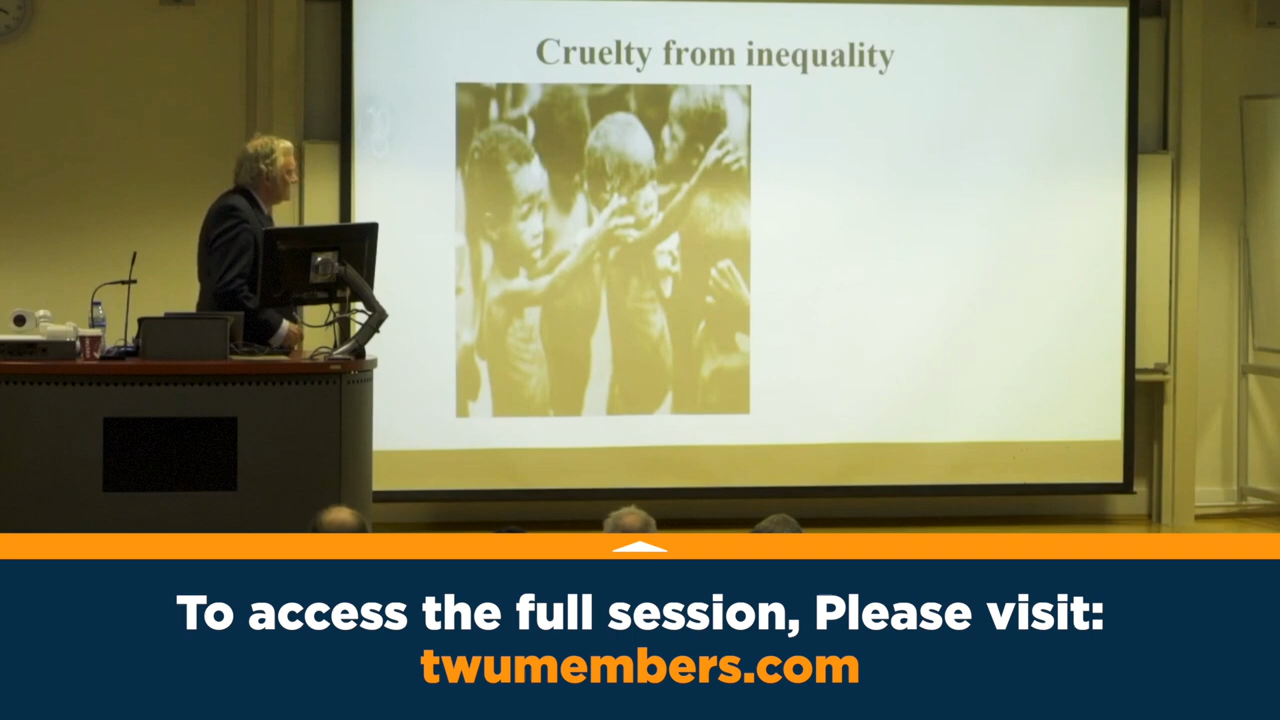 Cruelty from inequality
To access the full session, Please visit:
twumembers.com